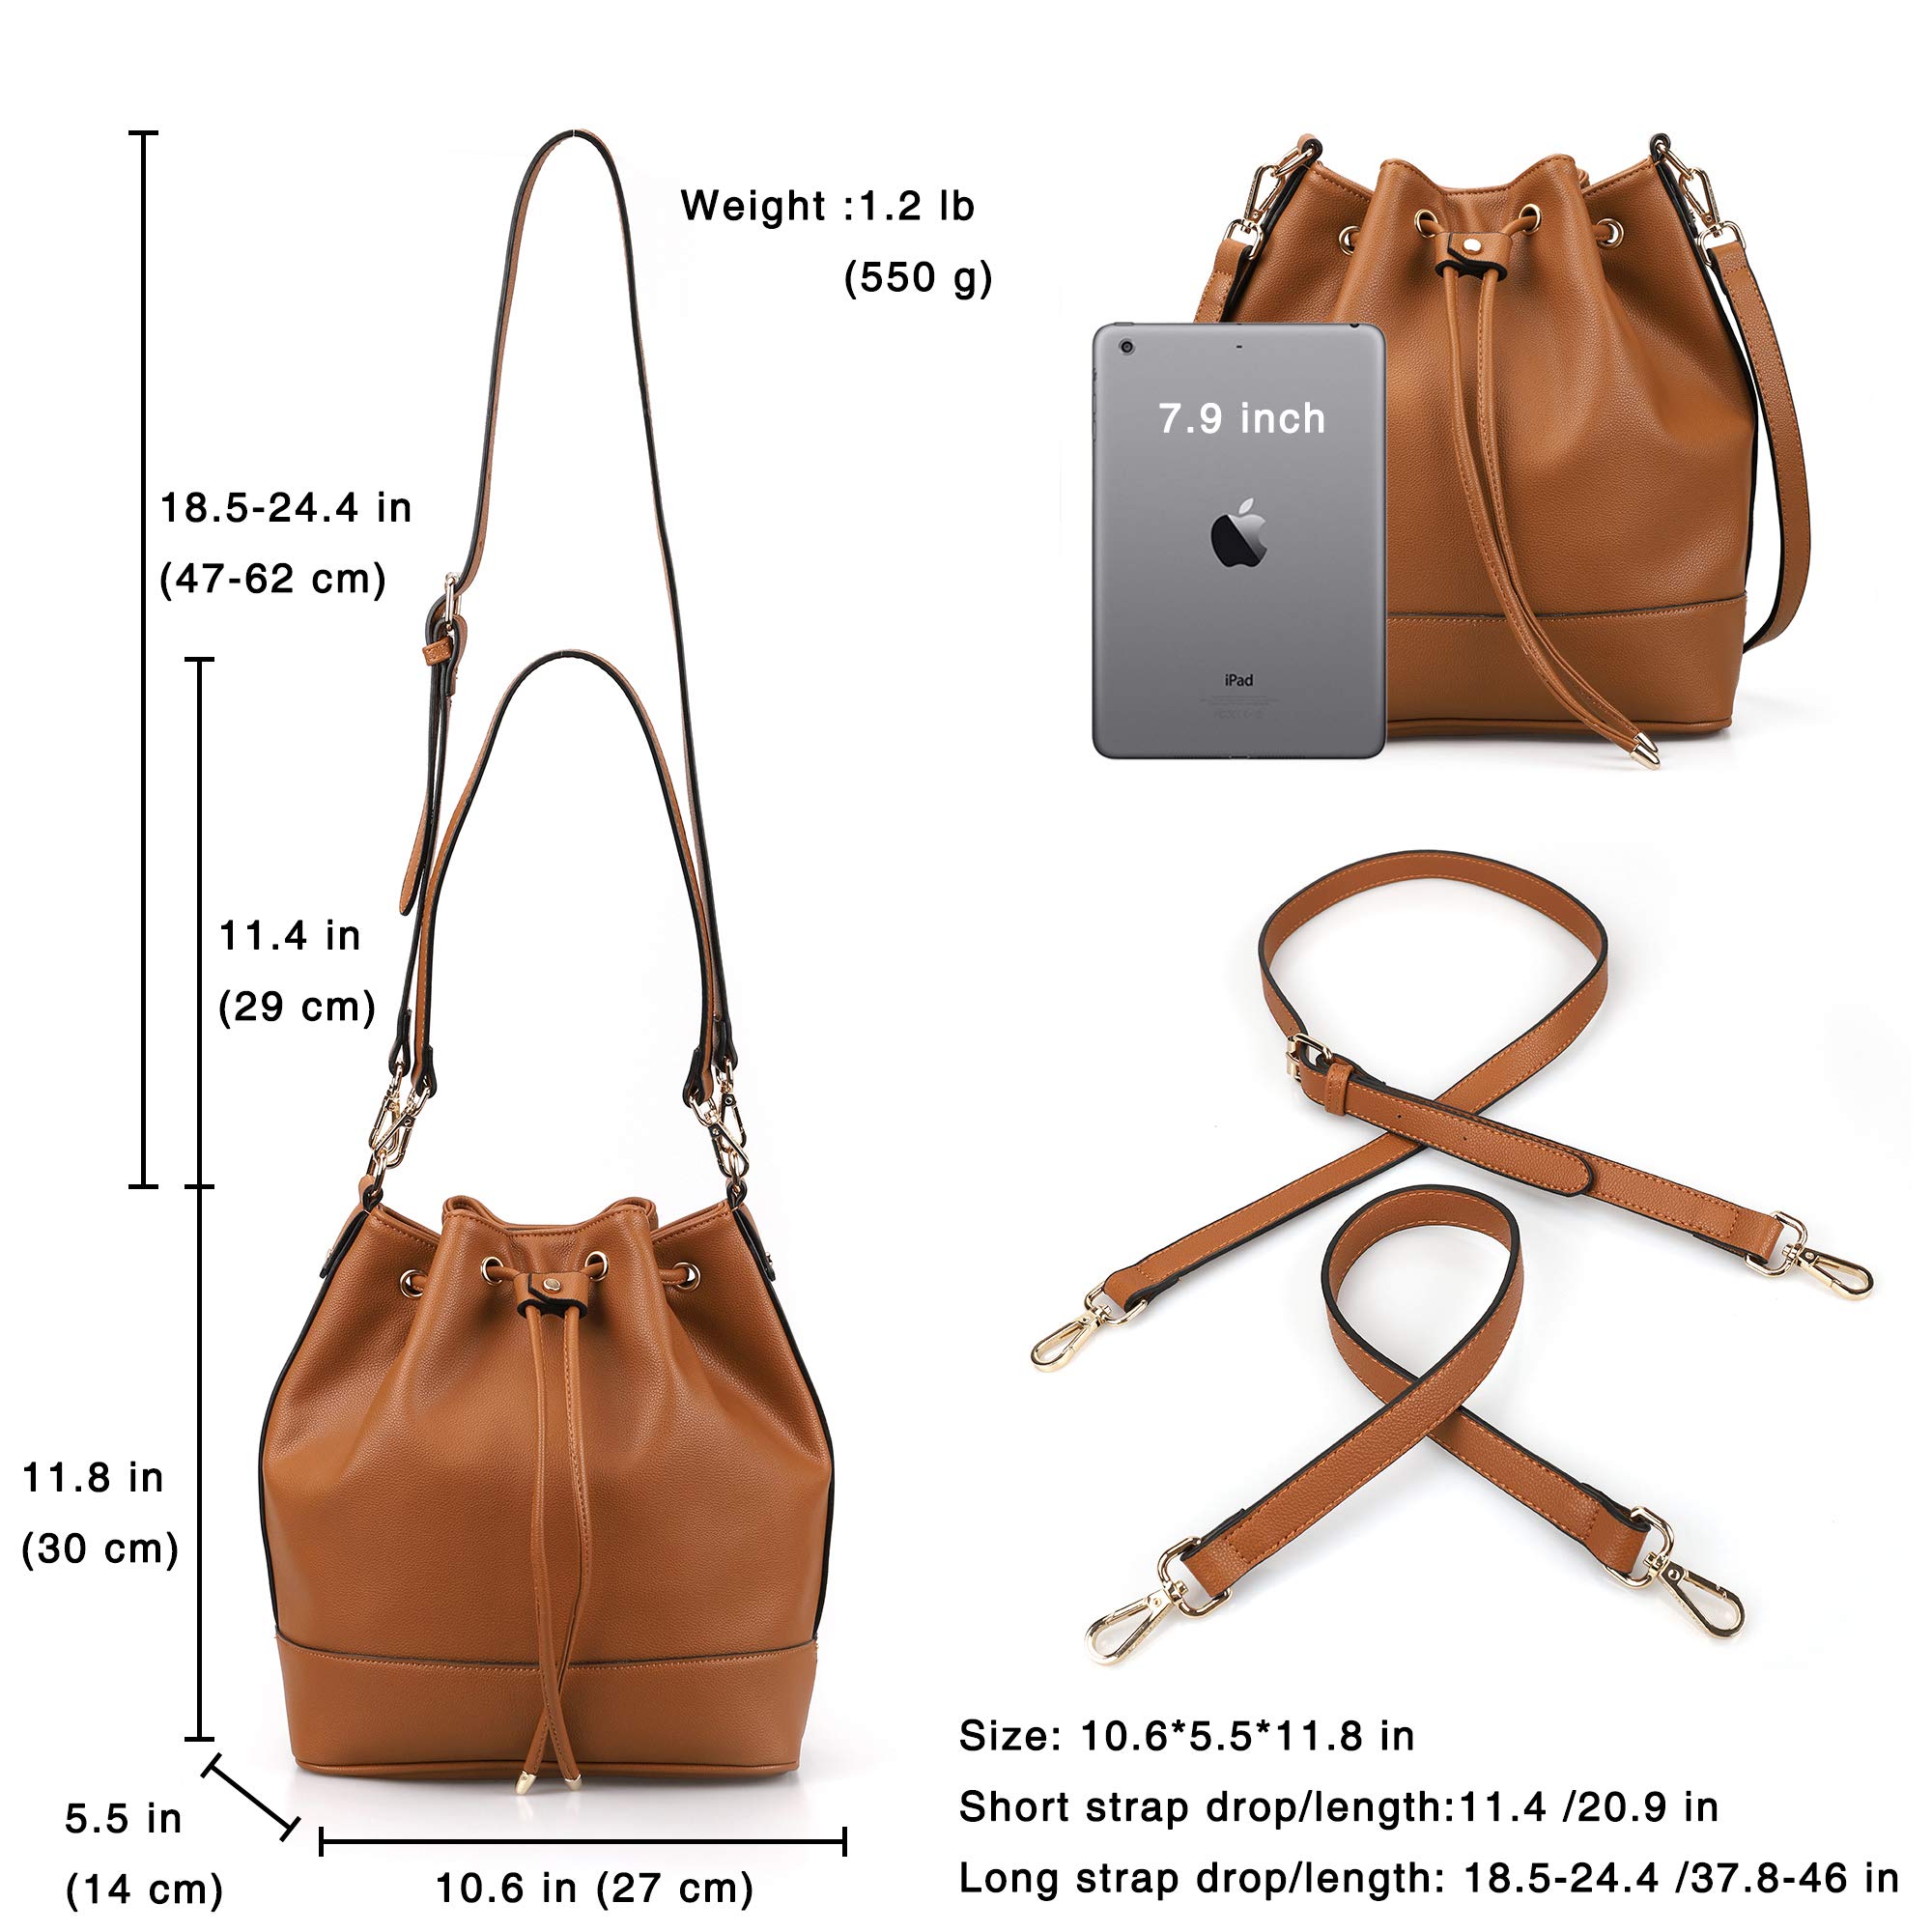 Weight :1.2 lb
(550 g)
7.9 inch
iPad
18.5-24.4 in
(47-62 cm)
11.4 in
(29 cm)
11.8 in
(30 cm)
5.5 in
(14 cm)
10.6 in (27 cm)
Size: 10.6*5.5*11.8 in
Short strap drop/length:11.4 /20.9 in
Long strap drop/length: 18.5-24.4 /37.8-46 in